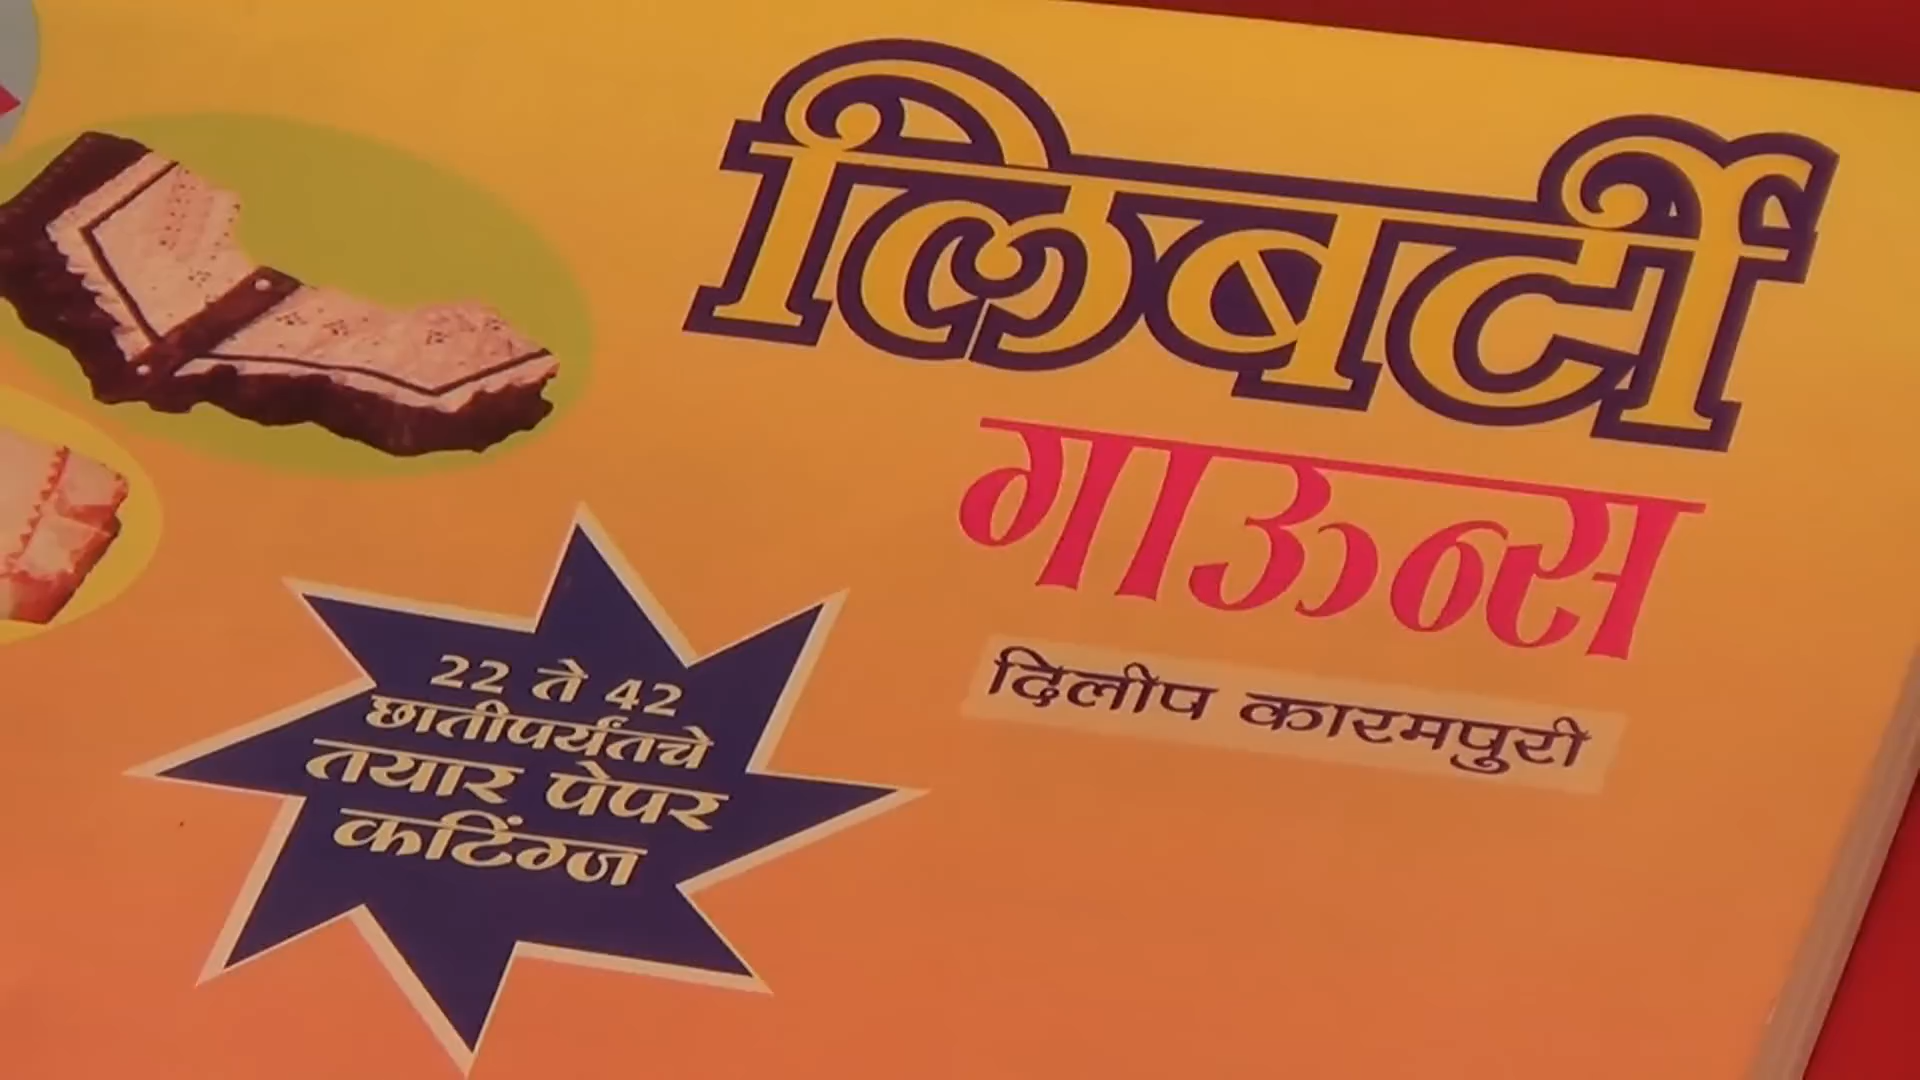 लिबर्टी
गाऊन्स
दिलीप कारमपुरी
22 ते 42
छातीपर्यंतचे
तयार पेपर
कटिंग्ज